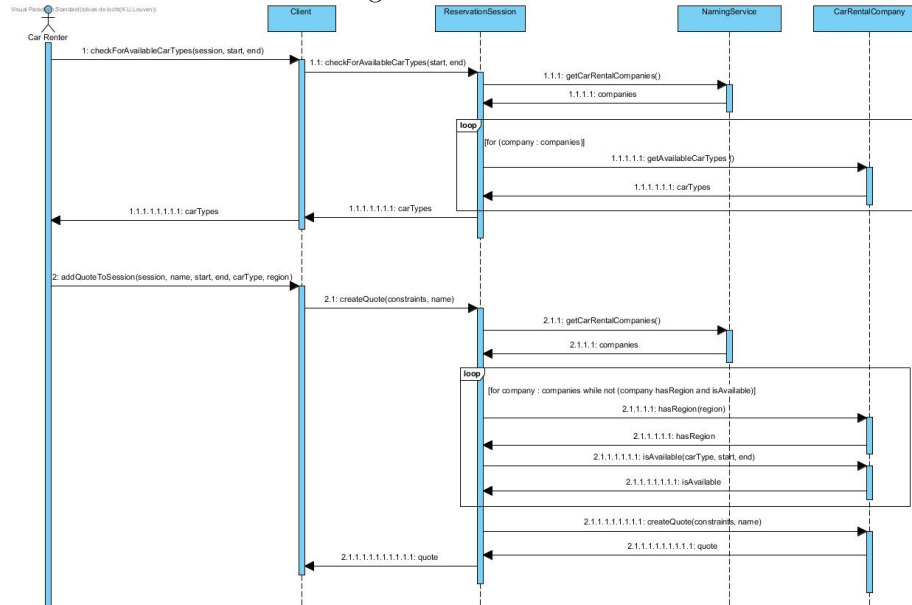 Visual Paradigm Standard(tobias de locht(K.U.Leuven))
Car Renter
Client
ReservationSession
NamingService
CarRentalCompany
1: checkForAvailableCarTypes(session, start, end)
1.1: checkForAvailableCarTypes(start, end)
1.1.1: getCarRentalCompanies()
1.1.1.1: companies
loop
[for (company : companies)]
1.1.1.1.1: getAvailableCarTypes ()
1.1.1.1.1.1: carTypes
1.1.1.1.1.1.1: carTypes
1.1.1.1.1.1.1.1: carTypes
2: addQuoteToSession(session, name, start, end, carType, region)
2.1: createQuote(constraints, name)
2.1.1: getCarRentalCompanies()
2.1.1.1: companies
loop
[for company : companies while not (company hasRegion and isAvailable)]
2.1.1.1.1: hasRegion(region)
2.1.1.1.1.1: hasRegion
2.1.1.1.1.1.1: isAvailable(carType, start, end)
2.1.1.1.1.1.1.1: isAvailable
2.1.1.1.1.1.1.1.1: createQuote(constraints, name)
2.1.1.1.1.1.1.1.1.1: quote
2.1.1.1.1.1.1.1.1.1.1: quote